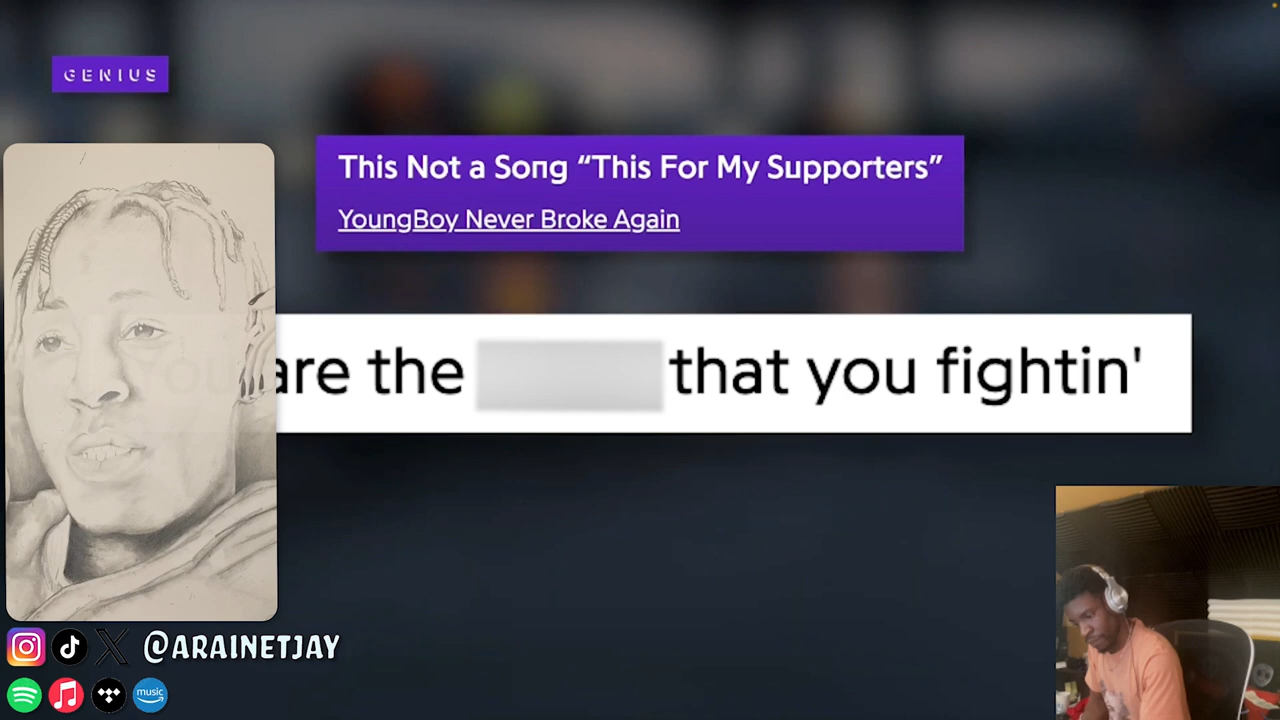 GENIUS
This Not a Song “This For My Supporters”
YoungBoy Never Broke Again
are the that you fightin'
@ARAINETJAY
music